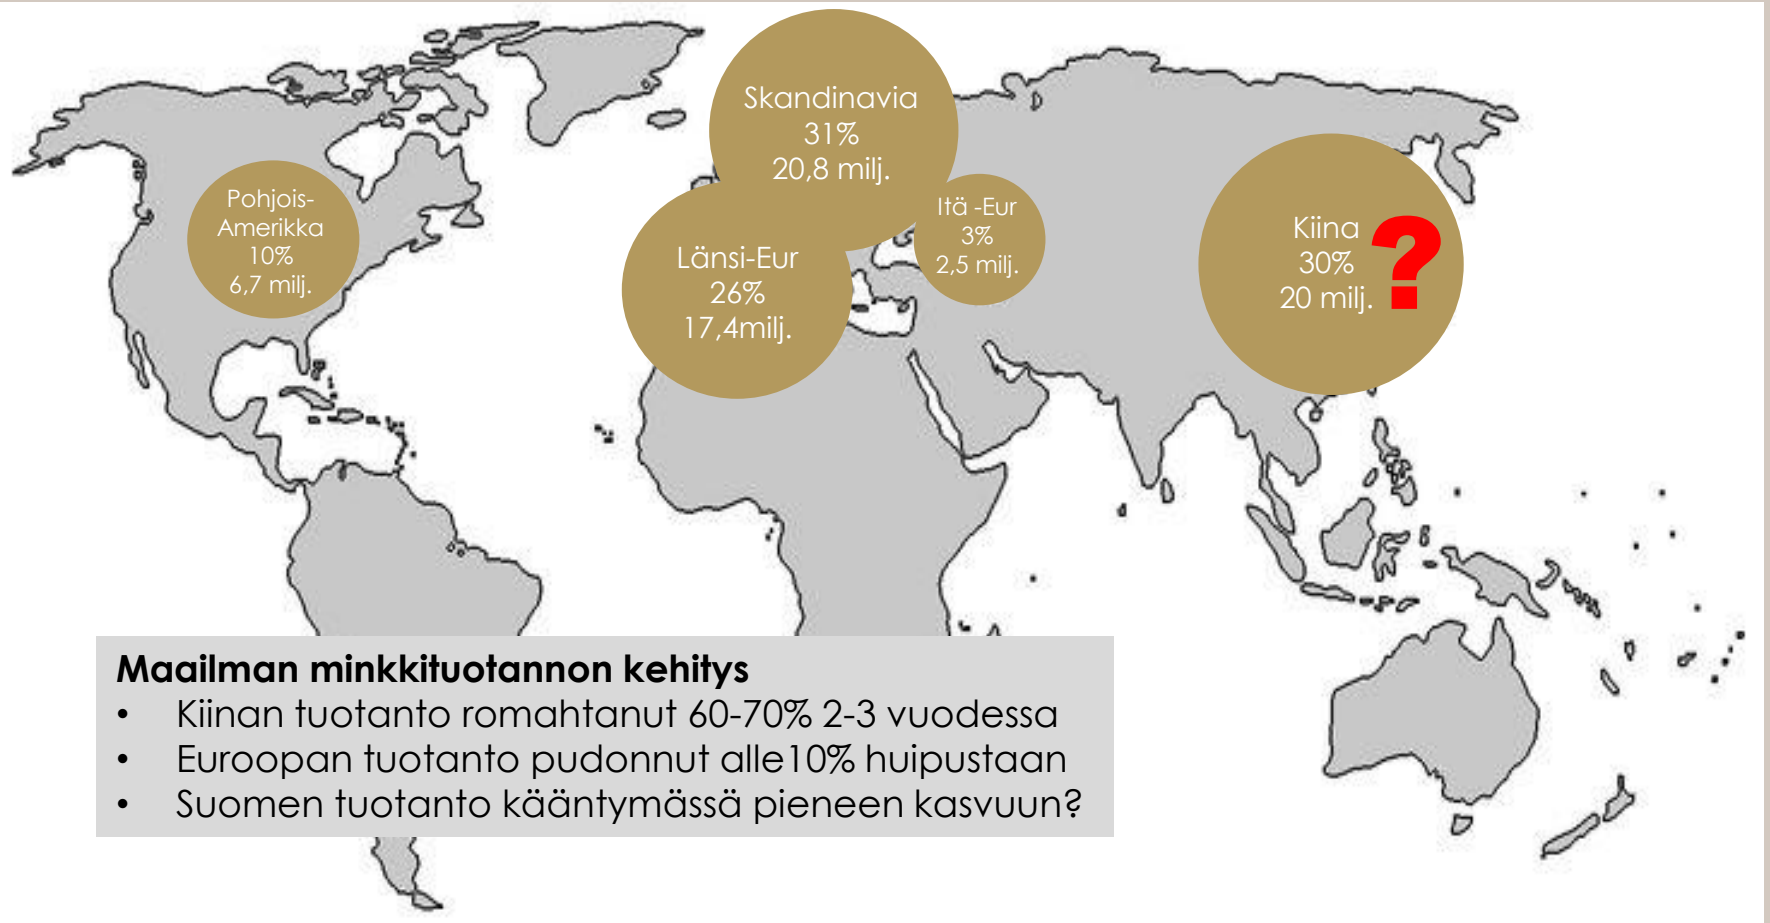 Skandinavia
31%
20,8 milj.
Pohjois-
Amerikka
10%
6,7 milj.
Länsi-Eur
26%
17,4milj.
Itä -Eur
3%
2,5 milj.
Kiina
30%
20 milj.
?
Maailman minkkituotannon kehitys
• Kiinan tuotanto romahtanut 60-70% 2-3 vuodessa
• Euroopan tuotanto pudonnut alle10% huipustaan
• Suomen tuotanto kääntymässä pieneen kasvuun?